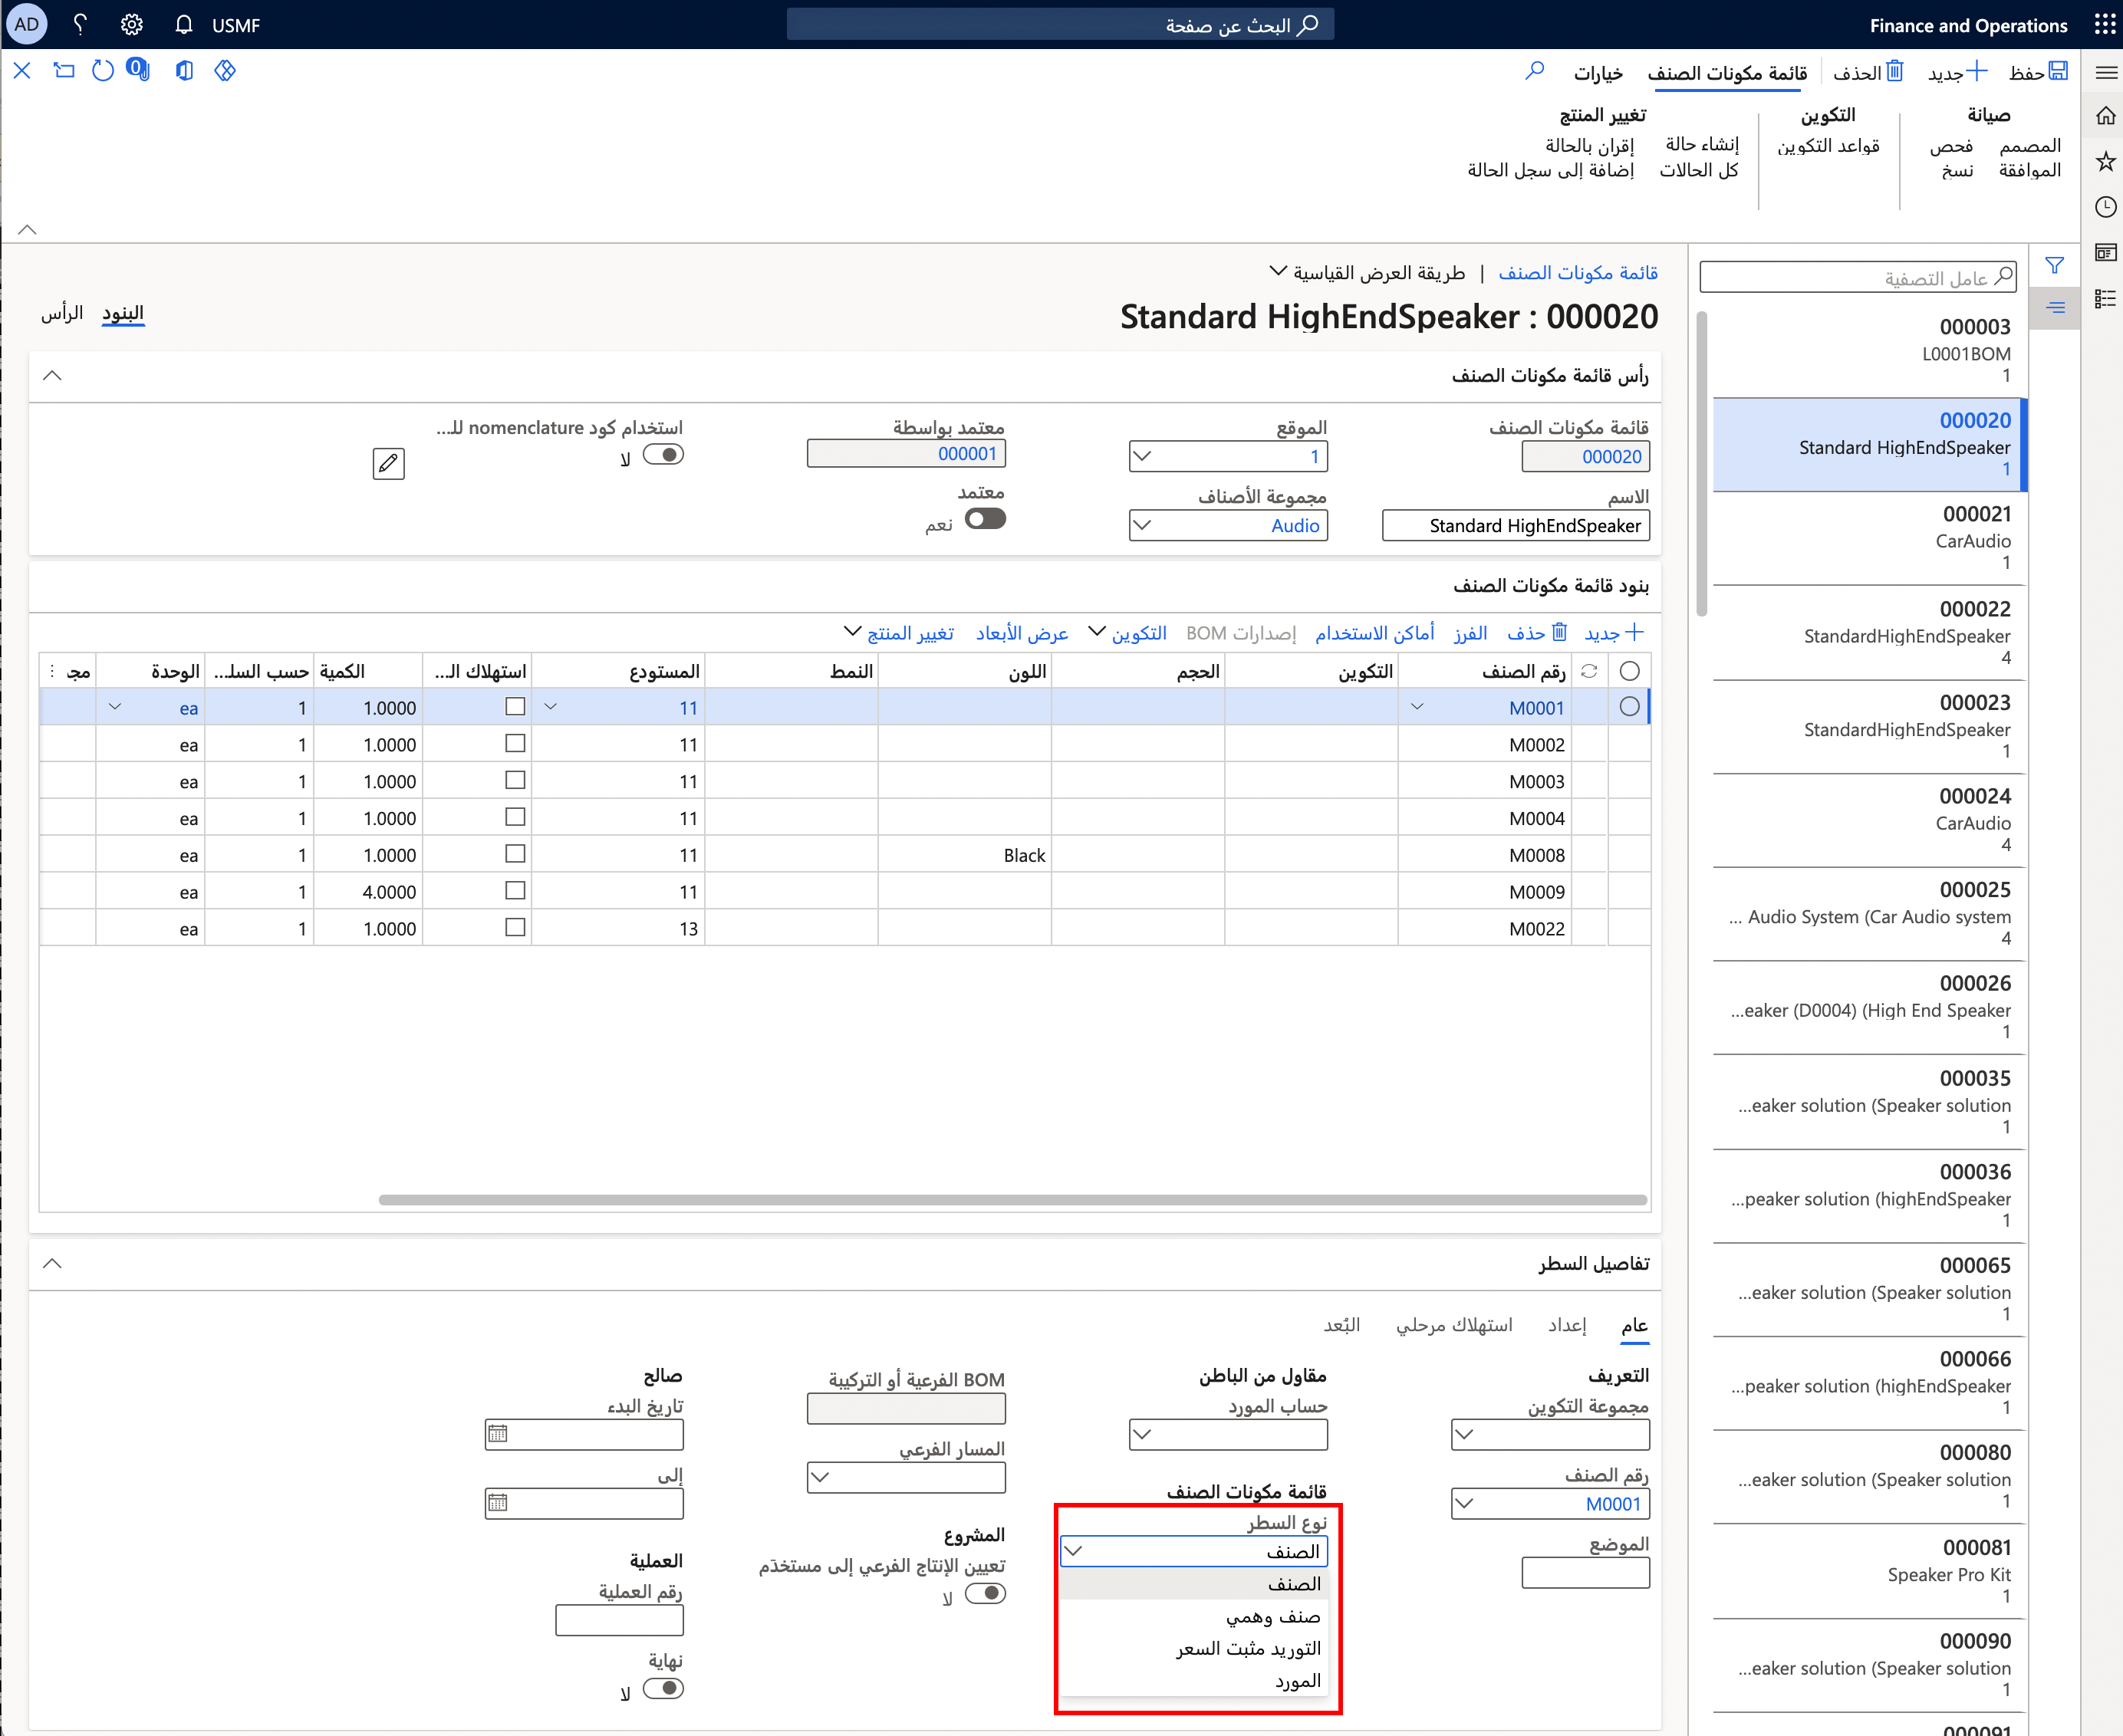 Finance and Operations
البحث عن صفحة
USMF
AD
حفظ
جديد
الحذف
قائمة مكونات الصنف
خيارات
0
صيانة
المصمم
فحص
الموافقة
نسخ
التكوين
قواعد التكوين
تغيير المنتج
إنشاء حالة
إقران بالحالة
كل الحالات
إضافة إلى سجل الحالة
عامل التصفية
000003
L0001BOM
1
000020
Standard HighEndSpeaker
1
000021
CarAudio
1
000022
StandardHighEndSpeaker
4
000023
StandardHighEndSpeaker
1
000024
CarAudio
4
000025
... Audio System (Car Audio system
4
000026
...eaker (D0004) (High End Speaker
1
000035
...eaker solution (Speaker solution
1
000036
...peaker solution (highEndSpeaker
1
000065
...eaker solution (Speaker solution
1
000066
...peaker solution (highEndSpeaker
1
000080
...eaker solution (Speaker solution
1
000081
Speaker Pro Kit
1
000090
...eaker solution (Speaker solution
1
000091
قائمة مكونات الصنف | طريقة العرض القياسية
Standard HighEndSpeaker : 000020
البنود
الرأس
رأس قائمة مكونات الصنف
قائمة مكونات الصنف
000020
الاسم
Standard HighEndSpeaker
الموقع
1
مجموعة الأصناف
Audio
معتمد بواسطة
000001
معتمد
نعم
استخدام كود nomenclature للـ...
لا
بنود قائمة مكونات الصنف
جديد
حذف
الفرز
أماكن الاستخدام
إصدارات BOM
التكوين
عرض الأبعاد
تغيير المنتج
رقم الصنف التكوين الحجم اللون النمط المستودع استهلاك الـ... الكمية حسب السلـ... الوحدة مجـ
M0001 11 1.0000 1 ea
M0002 11 1.0000 1 ea
M0003 11 1.0000 1 ea
M0004 11 1.0000 1 ea
M0008 Black 11 1.0000 1 ea
M0009 11 4.0000 1 ea
M0022 13 1.0000 1 ea
تفاصيل السطر
عام
إعداد
استهلاك مرحلي
البُعد
التعريف
مجموعة التكوين
رقم الصنف
M0001
الموضع
مقاول من الباطن
حساب المورد
قائمة مكونات الصنف
نوع السطر
الصنف
الصنف
صنف وهمي
التوريد مثبت السعر
المورد
BOM الفرعية أو التركيبة
المسار الفرعي
المشروع
تعيين الإنتاج الفرعي إلى مستخدَم
لا
صالح
تاريخ البدء
إلى
العملية
رقم العملية
نهاية
لا